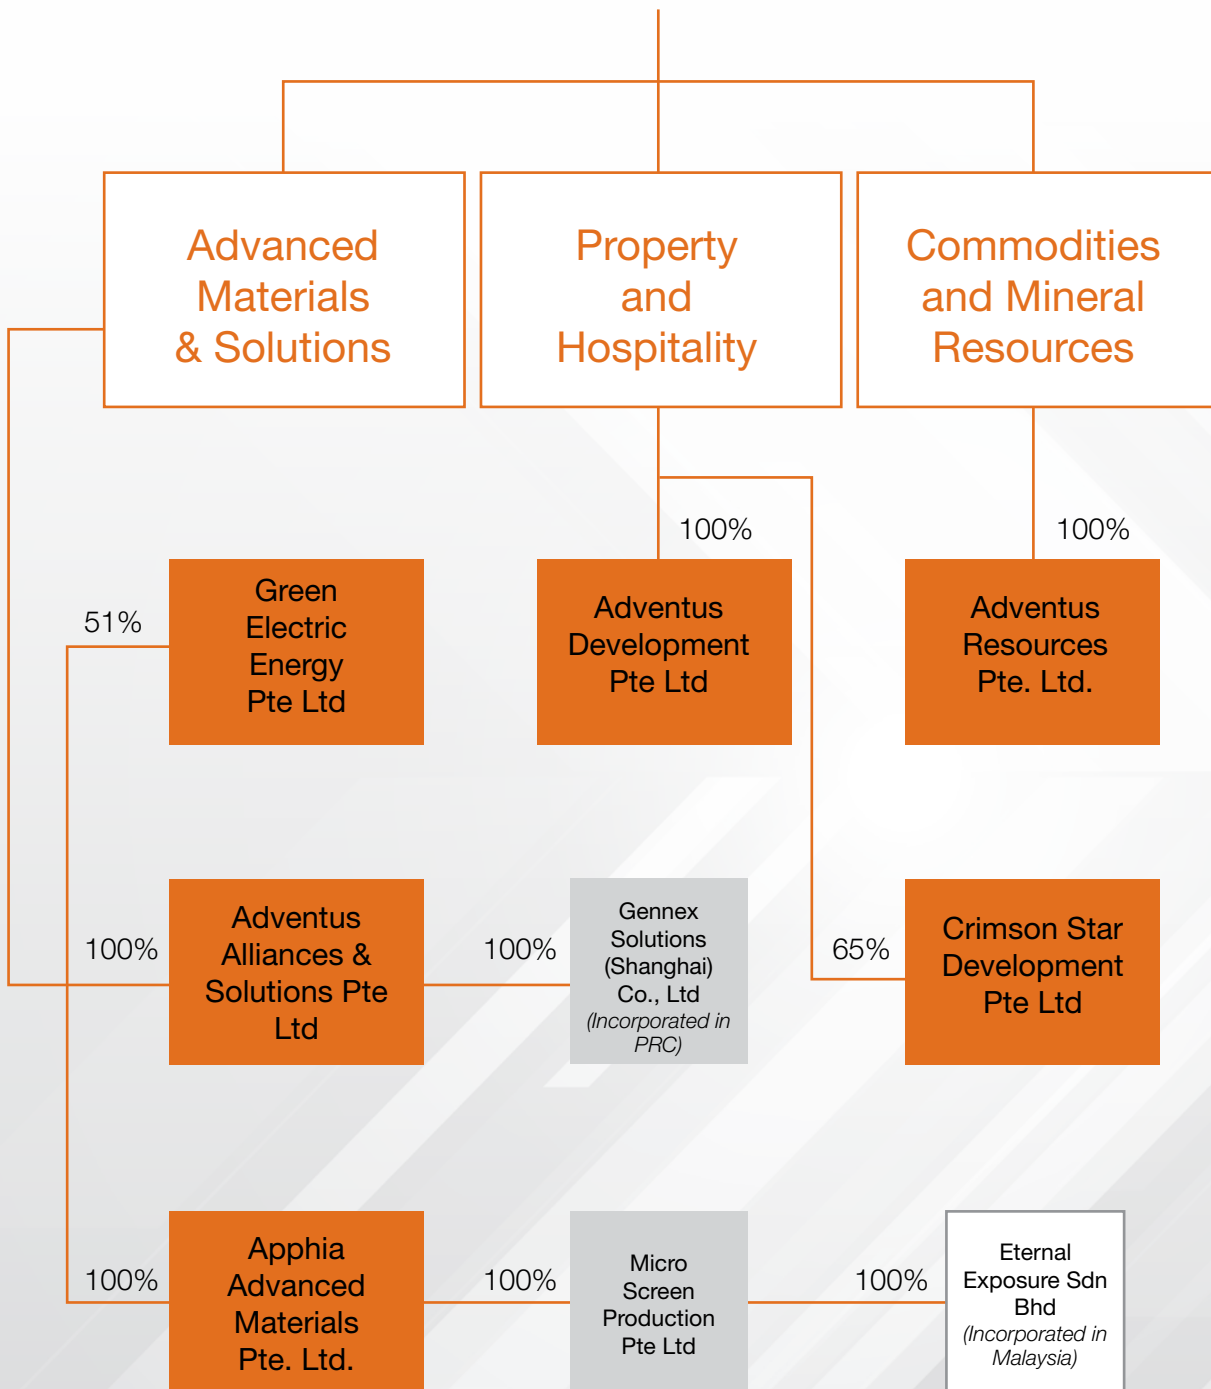 Advanced
Materials
& Solutions
Property
and
Hospitality
Commodities
and Mineral
Resources
100%
100%
51%
Green
Electric
Energy
Pte Ltd
Adventus
Development
Pte Ltd
Adventus
Resources
Pte. Ltd.
100%
Adventus
Alliances &
Solutions Pte
Ltd
100%
Gennex
Solutions
(Shanghai)
Co., Ltd
(Incorporated in
PRC)
65%
Crimson Star
Development
Pte Ltd
100%
Apphia
Advanced
Materials
Pte. Ltd.
100%
Micro
Screen
Production
Pte Ltd
100%
Eternal
Exposure Sdn
Bhd
(Incorporated in
Malaysia)